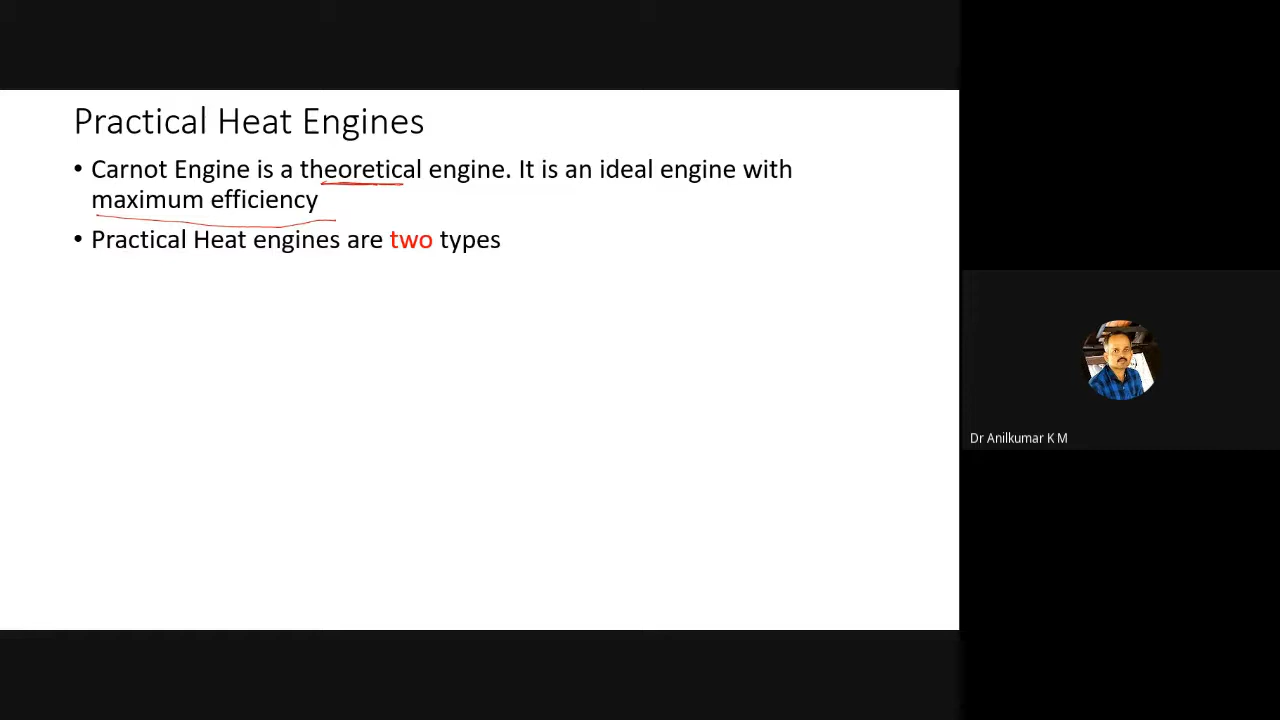 Practical Heat Engines
• Carnot Engine is a theoretical engine. It is an ideal engine with
maximum efficiency
• Practical Heat engines are two types
Dr Anilkumar K M